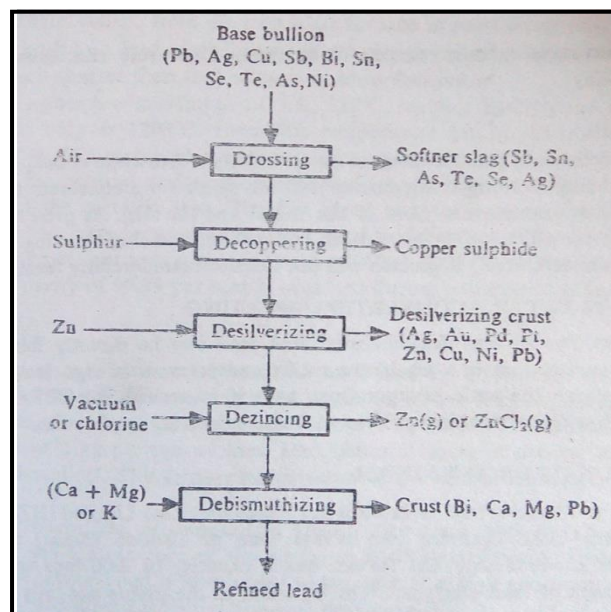 Base bullion
(Pb, Ag, Cu, Sb, Bi, Sn,
Se, Te, As,Ni)
Air
Drossing
Softner slag (Sb, Sn,
As, Te, Se, Ag)
Sulphur
Decoppering
Copper sulphide
Zn
Desilverizing
Desilverizing crust
(Ag, Au, Pd, Pt,
Zn, Cu, Ni, Pb)
Vacuum
or chlorine
Dezincing
Zn(g) or ZnCl₂(g)
(Ca + Mg)
or K
Debismuthizing
Crust (Bi, Ca, Mg, Pb)
Refined lead